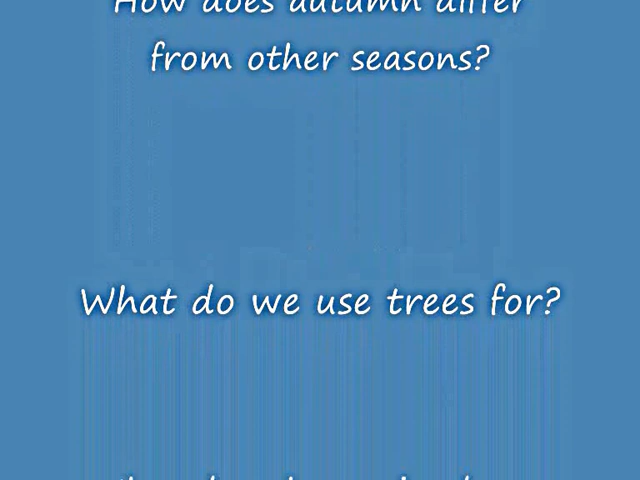 How does autumn differ
from other seasons?
What do we use trees for?